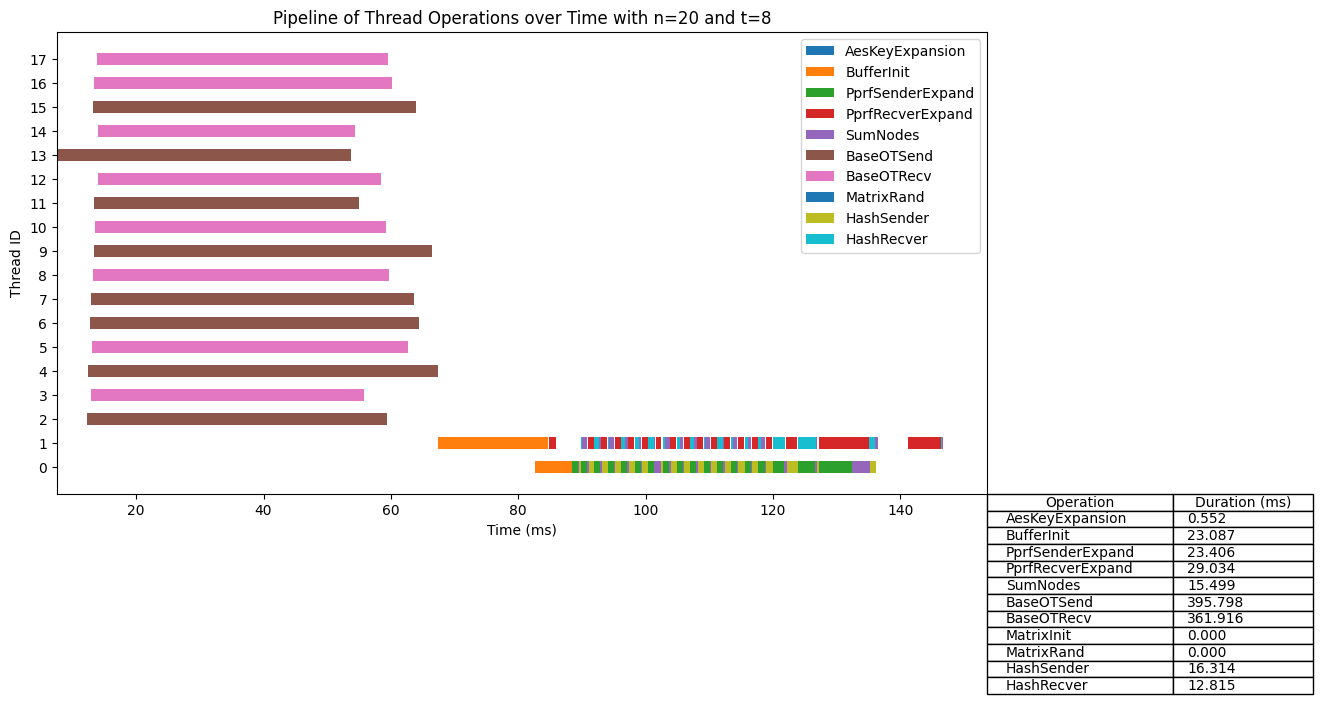 Pipeline of Thread Operations over Time with n=20 and t=8
AesKeyExpansion
BufferInit
PprfSenderExpand
PprfRecverExpand
SumNodes
BaseOTSend
BaseOTRecv
MatrixRand
HashSender
HashRecver
Thread ID
17
16
15
14
13
12
11
10
9
8
7
6
5
4
3
2
1
0
20 40 60 80 100 120 140
Time (ms)
Operation Duration (ms)
AesKeyExpansion 0.552
BufferInit 23.087
PprfSenderExpand 23.406
PprfRecverExpand 29.034
SumNodes 15.499
BaseOTSend 395.798
BaseOTRecv 361.916
MatrixInit 0.000
MatrixRand 0.000
HashSender 16.314
HashRecver 12.815